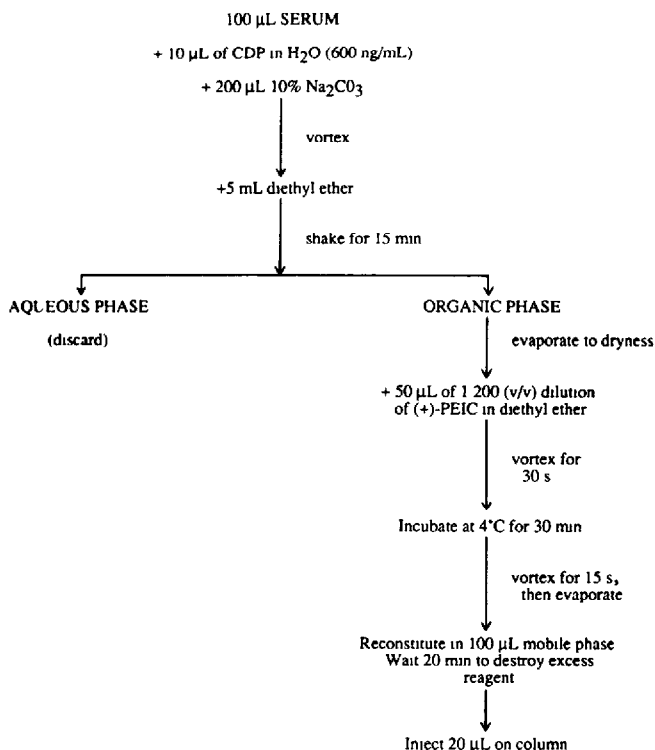 100 µL SERUM
+ 10 µL of CDP in H2O (600 ng/mL)
+ 200 µL 10% Na2CO3
vortex
+5 mL diethyl ether
shake for 15 min
AQUEOUS PHASE
(discard)
ORGANIC PHASE
evaporate to dryness
+ 50 µL of 1 200 (v/v) dilution
of (+)-PEIC in diethyl ether
vortex for
30 s
Incubate at 4°C for 30 min
vortex for 15 s,
then evaporate
Reconstitute in 100 µL mobile phase
Wait 20 min to destroy excess
reagent
Inject 20 µL on column